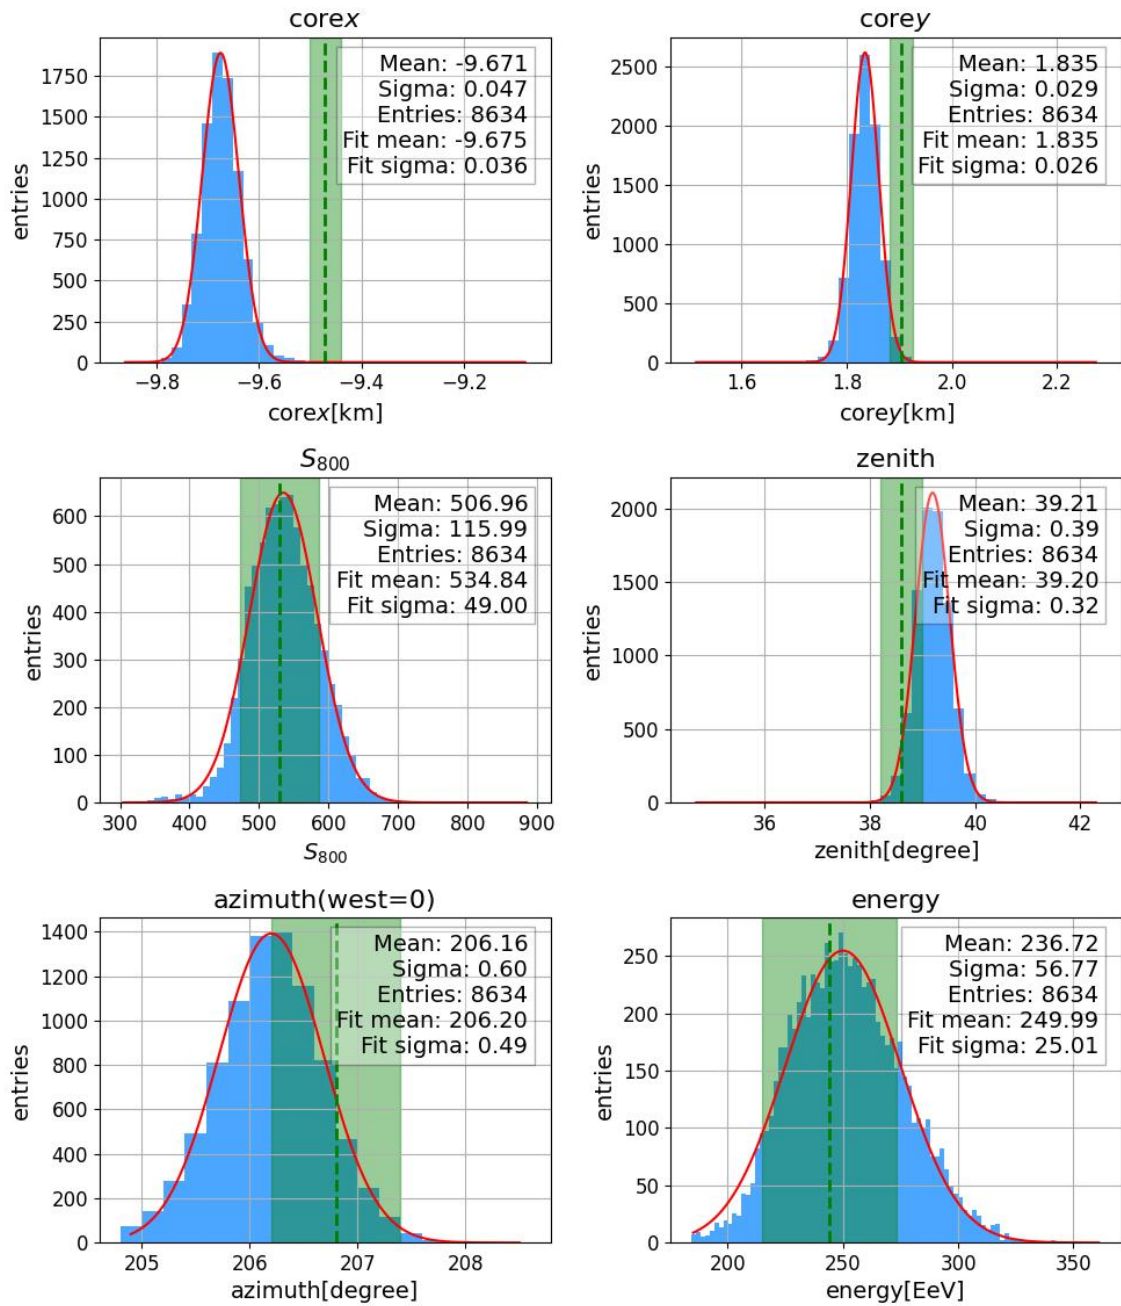 corex
1750
1500
1250
1000
750
500
250
0
entries
Mean: -9.671
Sigma: 0.047
Entries: 8634
Fit mean: -9.675
Fit sigma: 0.036
−9.8 −9.6 −9.4 −9.2
corex[km]
corey
2500
2000
1500
1000
500
0
entries
Mean: 1.835
Sigma: 0.029
Entries: 8634
Fit mean: 1.835
Fit sigma: 0.026
1.6 1.8 2.0 2.2
corey[km]
S800
600
500
400
300
200
100
0
entries
Mean: 506.96
Sigma: 115.99
Entries: 8634
Fit mean: 534.84
Fit sigma: 49.00
300 400 500 600 700 800 900
S800
zenith
2000
1500
1000
500
0
entries
Mean: 39.21
Sigma: 0.39
Entries: 8634
Fit mean: 39.20
Fit sigma: 0.32
36 38 40 42
zenith[degree]
azimuth(west=0)
1400
1200
1000
800
600
400
200
0
entries
Mean: 206.16
Sigma: 0.60
Entries: 8634
Fit mean: 206.20
Fit sigma: 0.49
205 206 207 208
azimuth[degree]
energy
250
200
150
100
50
0
entries
Mean: 236.72
Sigma: 56.77
Entries: 8634
Fit mean: 249.99
Fit sigma: 25.01
200 250 300 350
energy[EeV]